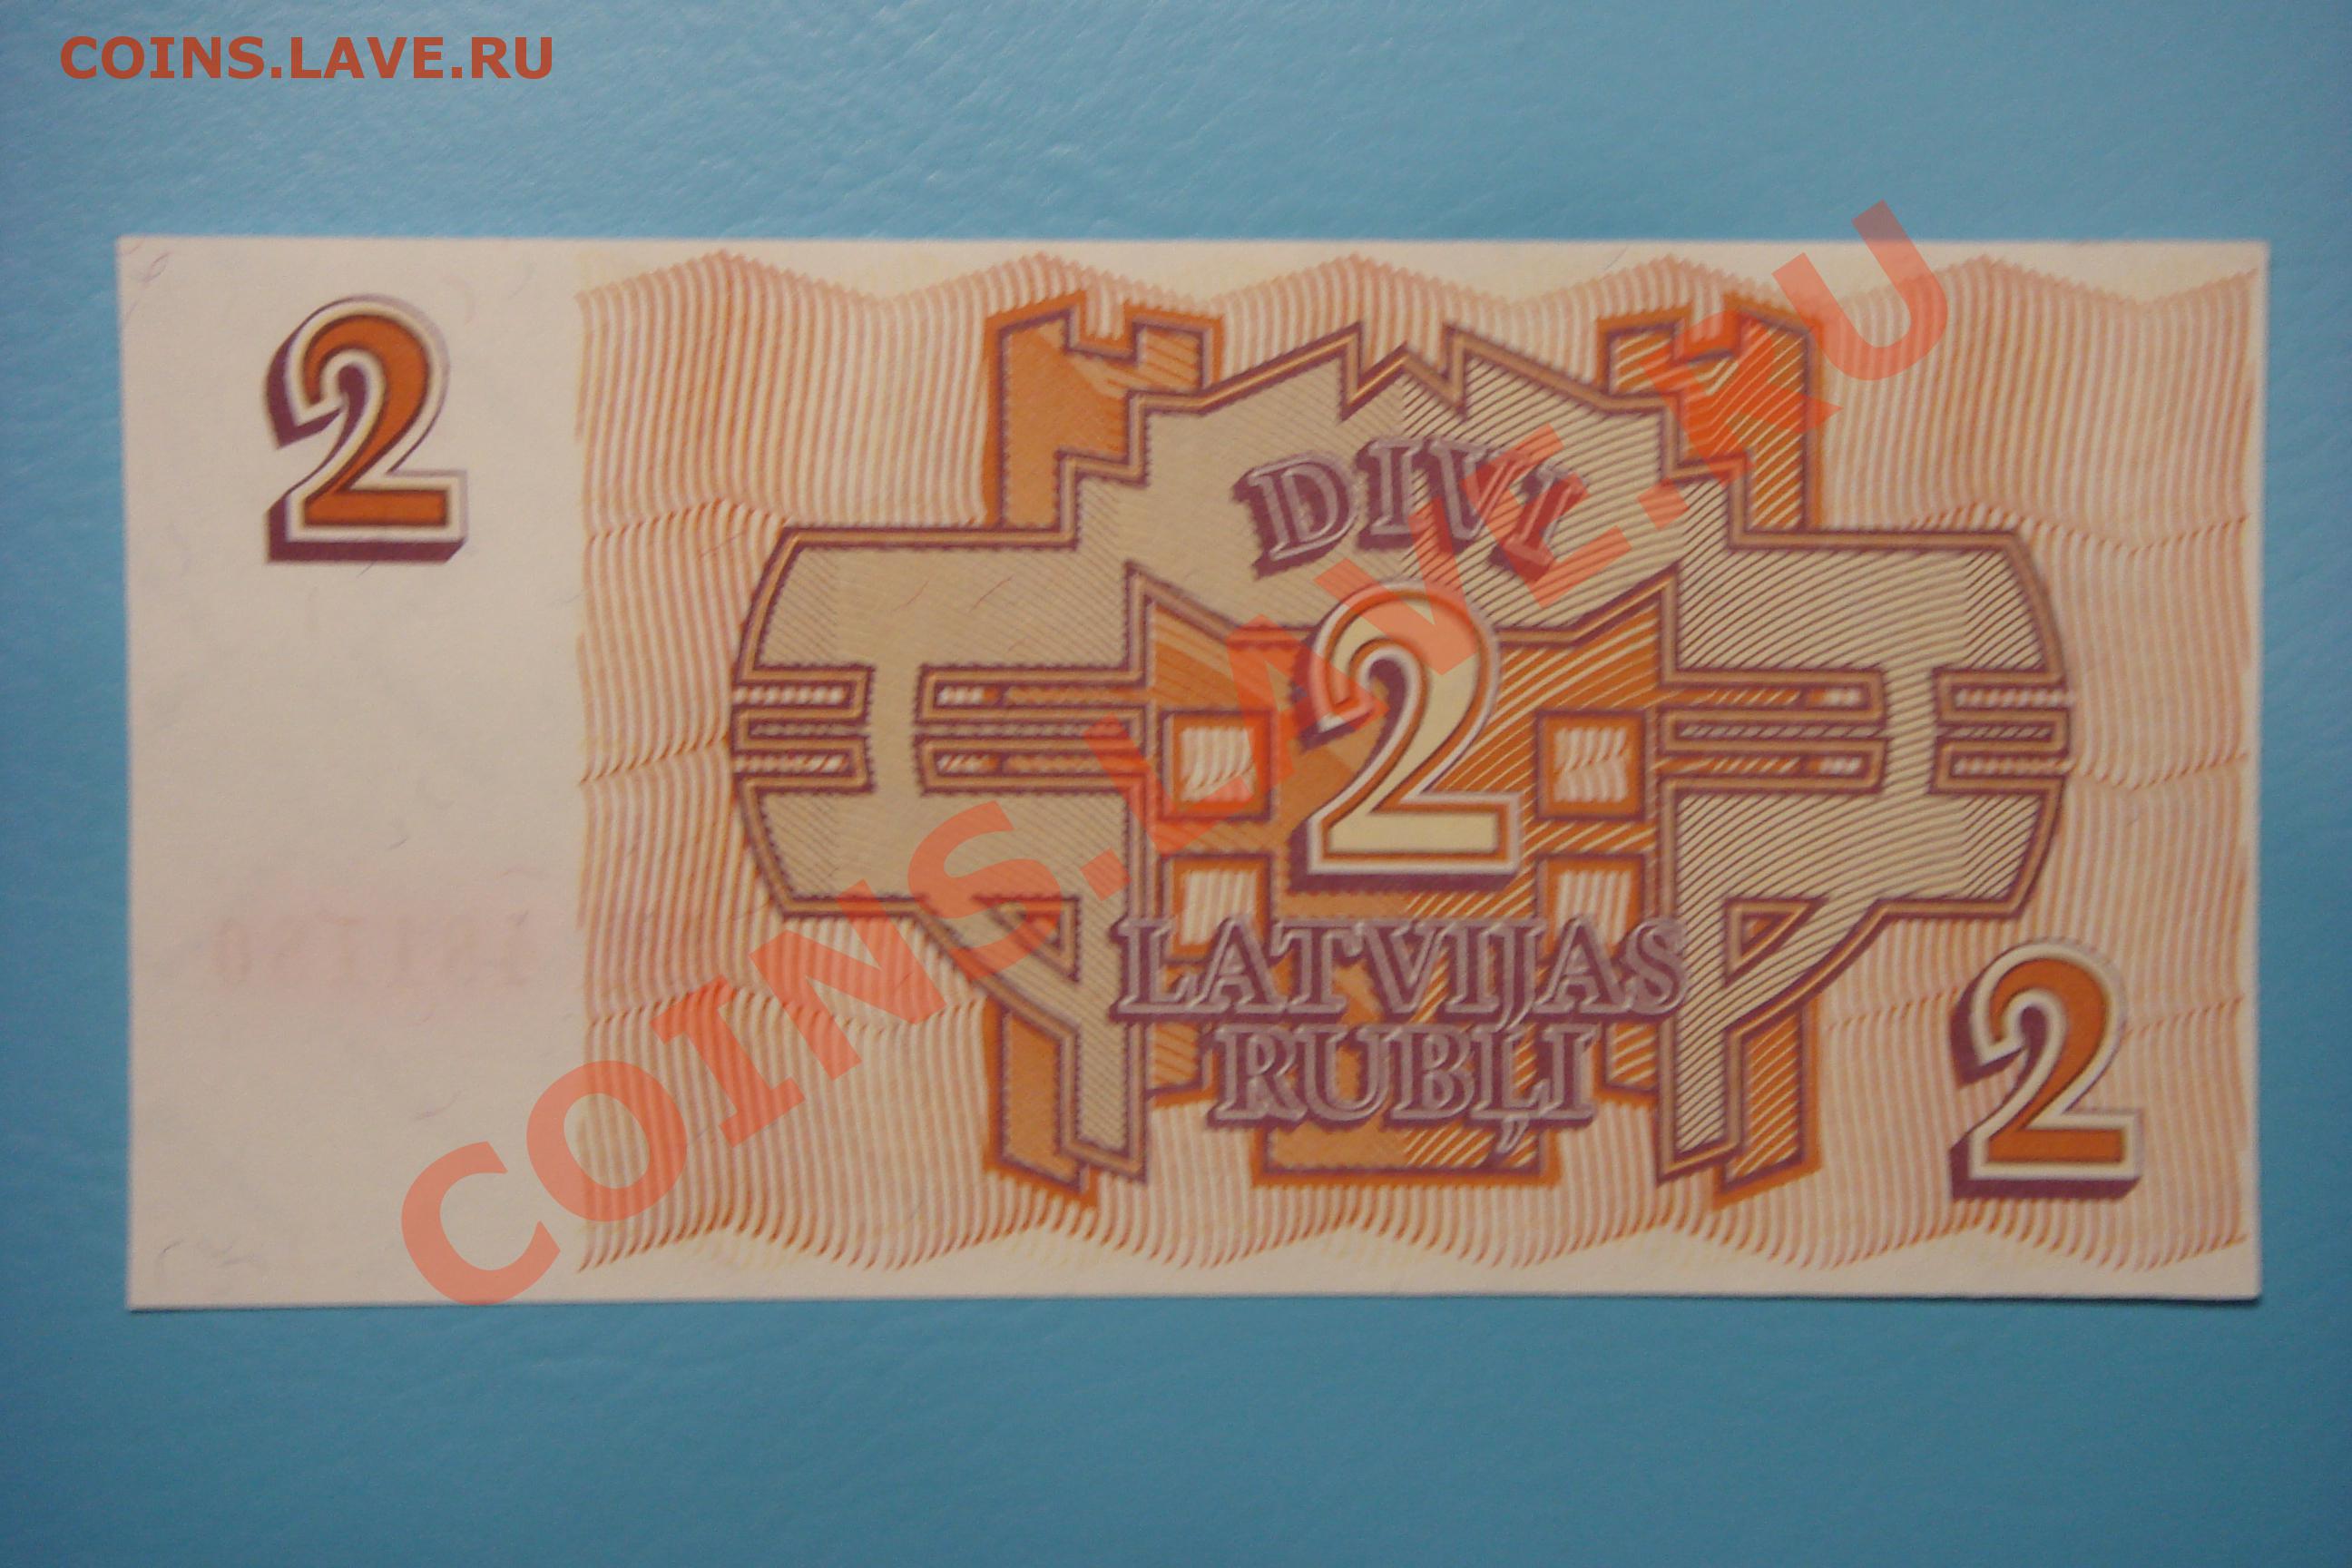 COINS.LAVE.RU
2
DIVI
2
LATVIJAS
RUBĻI
2
COINS.LAVE.RU